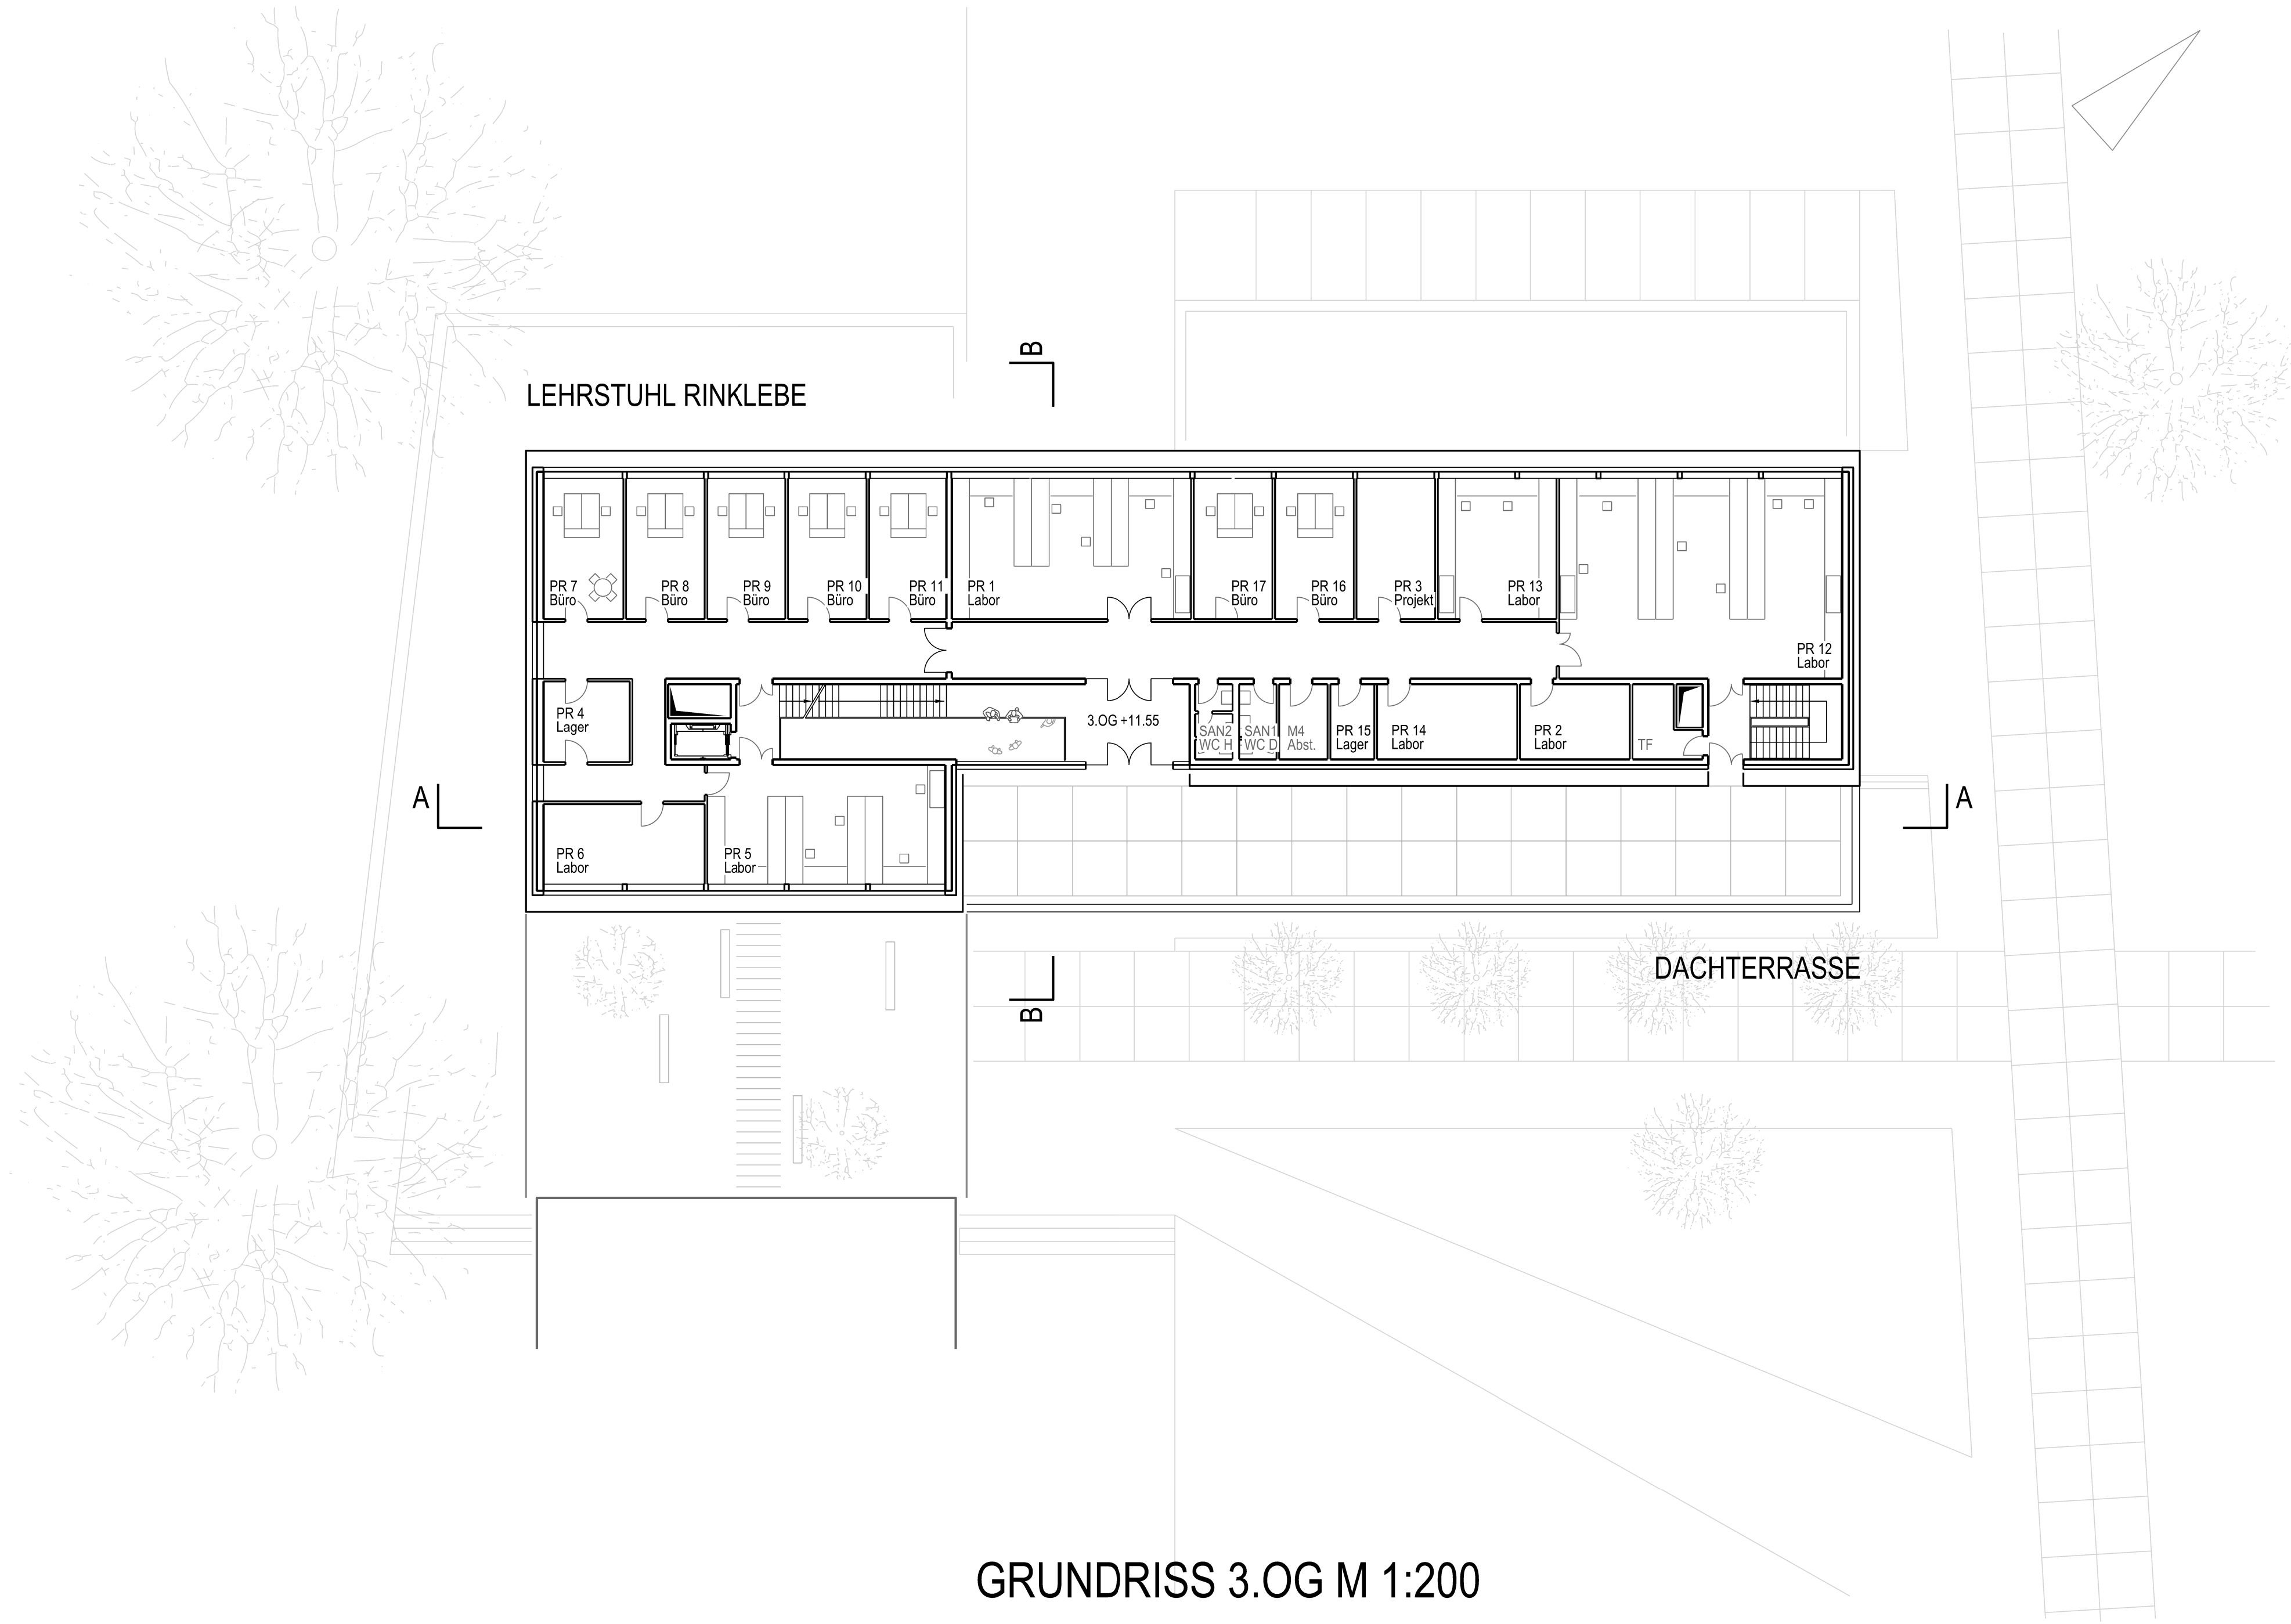 B
LEHRSTUHL RINKLEBE
PR 7
Büro
PR 8
Büro
PR 9
Büro
PR 10
Büro
PR 11
Büro
PR 1
Labor
PR 17
Büro
PR 16
Büro
PR 3
Projekt
PR 13
Labor
PR 12
Labor
PR 4
Lager
3.OG +11.55
SAN2
WC H
SAN1
WC D
M4
Abst.
PR 15
Lager
PR 14
Labor
PR 2
Labor
TF
A
A
PR 6
Labor
PR 5
Labor
DACHTERRASSE
B
GRUNDRISS 3.OG M 1:200